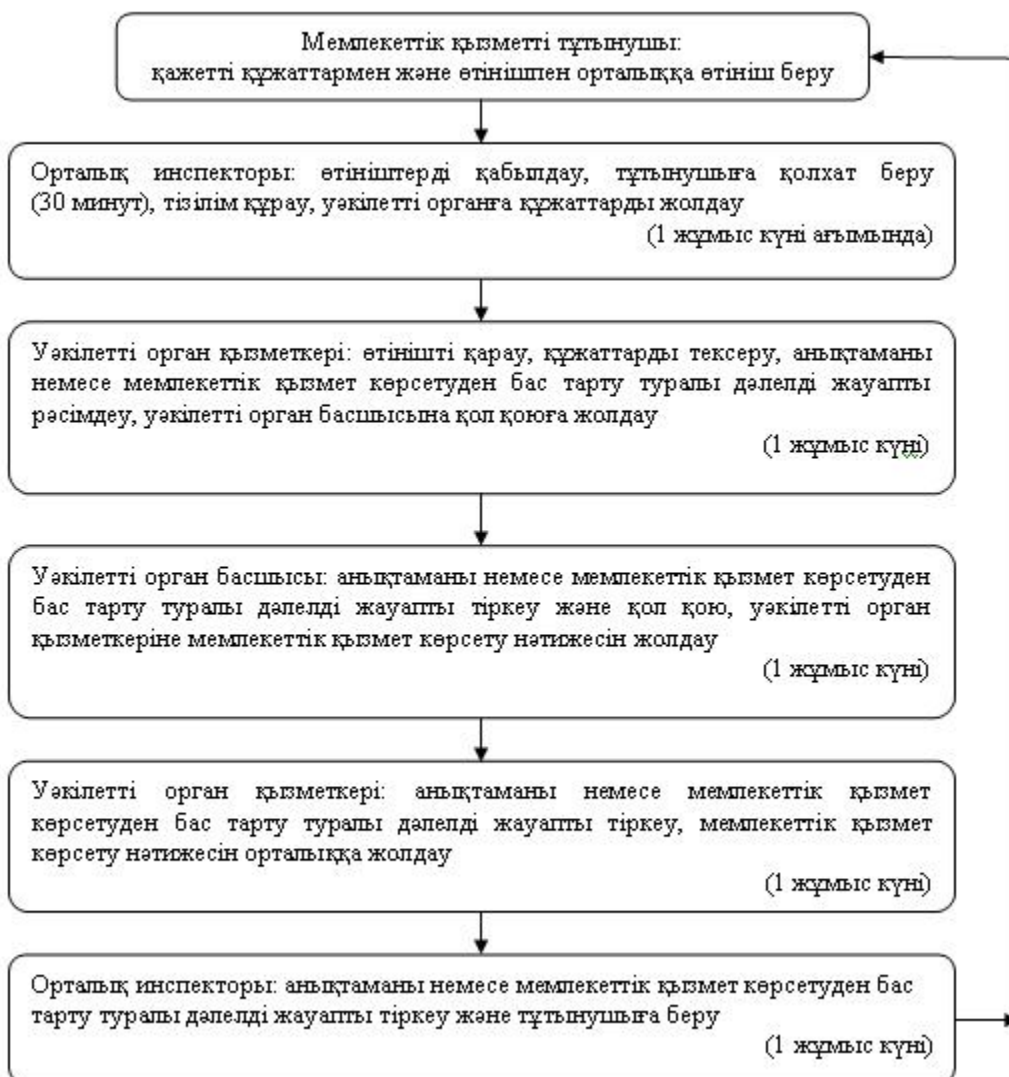 Мемлекеттік қызметті тұтынушы:
қажетті құжаттармен және өтінішпен орталыққа өтініш беру
Орталық инспекторы: өтініштерді қабылдау, тұтынушыға қолхат беру
(30 минут), тізілім құрау, уәкілетті органға құжаттарды жолдау
(1 жұмыс күні ағымында)
Уәкілетті орган қызметкері: өтінішті қарау, құжаттарды тексеру, анықтаманы
немесе мемлекеттік қызмет көрсетуден бас тарту туралы дәлелді жауапты
рәсімдеу, уәкілетті орган басшысына қол қоюға жолдау
(1 жұмыс күні)
Уәкілетті орган басшысы: анықтаманы немесе мемлекеттік қызмет көрсетуден
бас тарту туралы дәлелді жауапты тіркеу және қол қою, уәкілетті орган
қызметкеріне мемлекеттік қызмет көрсету нәтижесін жолдау
(1 жұмыс күні)
Уәкілетті орган қызметкері: анықтаманы немесе мемлекеттік қызмет
көрсетуден бас тарту туралы дәлелді жауапты тіркеу, мемлекеттік қызмет
көрсету нәтижесін орталыққа жолдау
(1 жұмыс күні)
Орталық инспекторы: анықтаманы немесе мемлекеттік қызмет көрсетуден бас
тарту туралы дәлелді жауапты тіркеу және тұтынушыға беру
(1 жұмыс күні)